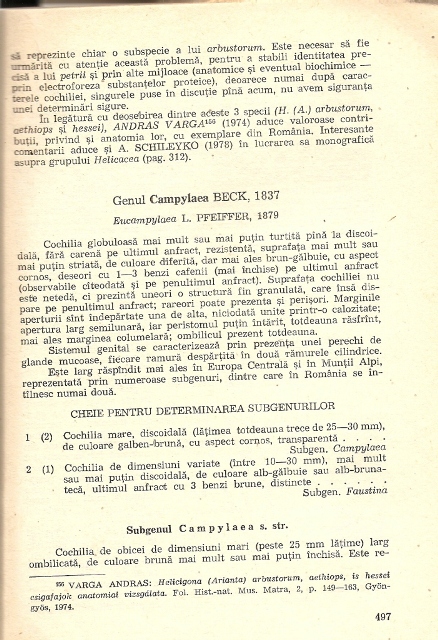 să reprezinte chiar o subspecie a lui arbustorum. Este necesar să fie
urmărită cu atenție această problemă, pentru a stabili identitatea pre-
cisă a lui petrii și prin alte mijloace (anatomice și eventual biochimice —
prin electroforeza substanțelor proteice), deoarece numai după carac-
terele cochiliei, singurele puse în discuție pînă acum, nu avem siguranța
unei determinări sigure.
În legătură cu deosebirea dintre aceste 3 specii (H. (A.) arbustorum,
aethiops și hessei), ANDRAS VARGA¹⁵⁶ (1974) aduce valoroase contri-
buții, privind și anatomia lor, cu exemplare din România. Interesante
comentarii aduce și A. SCHILEYKO (1978) în lucrarea sa monografică
asupra grupului Helicacea (pag. 312).
Genul Campylaea BECK, 1837
Eucampylaea L. PFEIFFER, 1879
Cochilia globuloasă mai mult sau mai puțin turtită pînă la discoi-
dală, fără carenă pe ultimul anfract, rezistentă, suprafața mai mult sau
mai puțin striată, de culoare diferită, dar mai ales brun-gălbuie, cu aspect
cornos, deseori cu 1—3 benzi cafenii (mai închise) pe ultimul anfract
(observabile cîteodată și pe penultimul anfract). Suprafața cochiliei nu
este netedă, ci prezintă uneori o structură fin granulată, care însă dis-
pare pe penultimul anfract; rareori poate prezenta și perișori. Marginile
aperturii sînt îndepărtate una de alta, niciodată unite printr-o calozitate;
apertura larg semilunară, iar peristomul puțin întărit, totdeauna răsfrînt,
mai ales marginea columelară; ombilicul prezent totdeauna.
Sistemul genital se caracterizează prin prezența unei perechi de
glande mucoase, fiecare ramură despărțită în două rămurele cilindrice.
Este larg răspîndit mai ales în Europa Centrală și în Munții Alpi,
reprezentată prin numeroase subgenuri, dintre care în România se în-
tîlnesc numai două.
CHEIE PENTRU DETERMINAREA SUBGENURILOR
1 (2) Cochilia mare, discoidală (lățimea totdeauna trece de 25—30 mm),
de culoare galben-brună, cu aspect cornos, transparentă . . . .
Subgen. Campylaea
2 (1) Cochilia de dimensiuni variate (între 10—30 mm), mai mult
sau mai puțin discoidală, de culoare alb-gălbuie sau alb-bruna-
tecă, ultimul anfract cu 3 benzi brune, distincte . . . . . .
Subgen. Faustina
Subgenul Campylaea s. str.
Cochilia de obicei de dimensiuni mari (peste 25 mm lățime) larg
ombilicată, de culoare brună mai mult sau mai puțin închisă. Este re-
¹⁵⁶ VARGA ANDRAS: Helicigona (Arianta) arbustorum, aethiops, is hessei
csigafajok anatomiai vizsgálata. Fol. Hist.-nat. Mus. Matra, 2, p. 149—163, Gyön-
gyös, 1974.
497